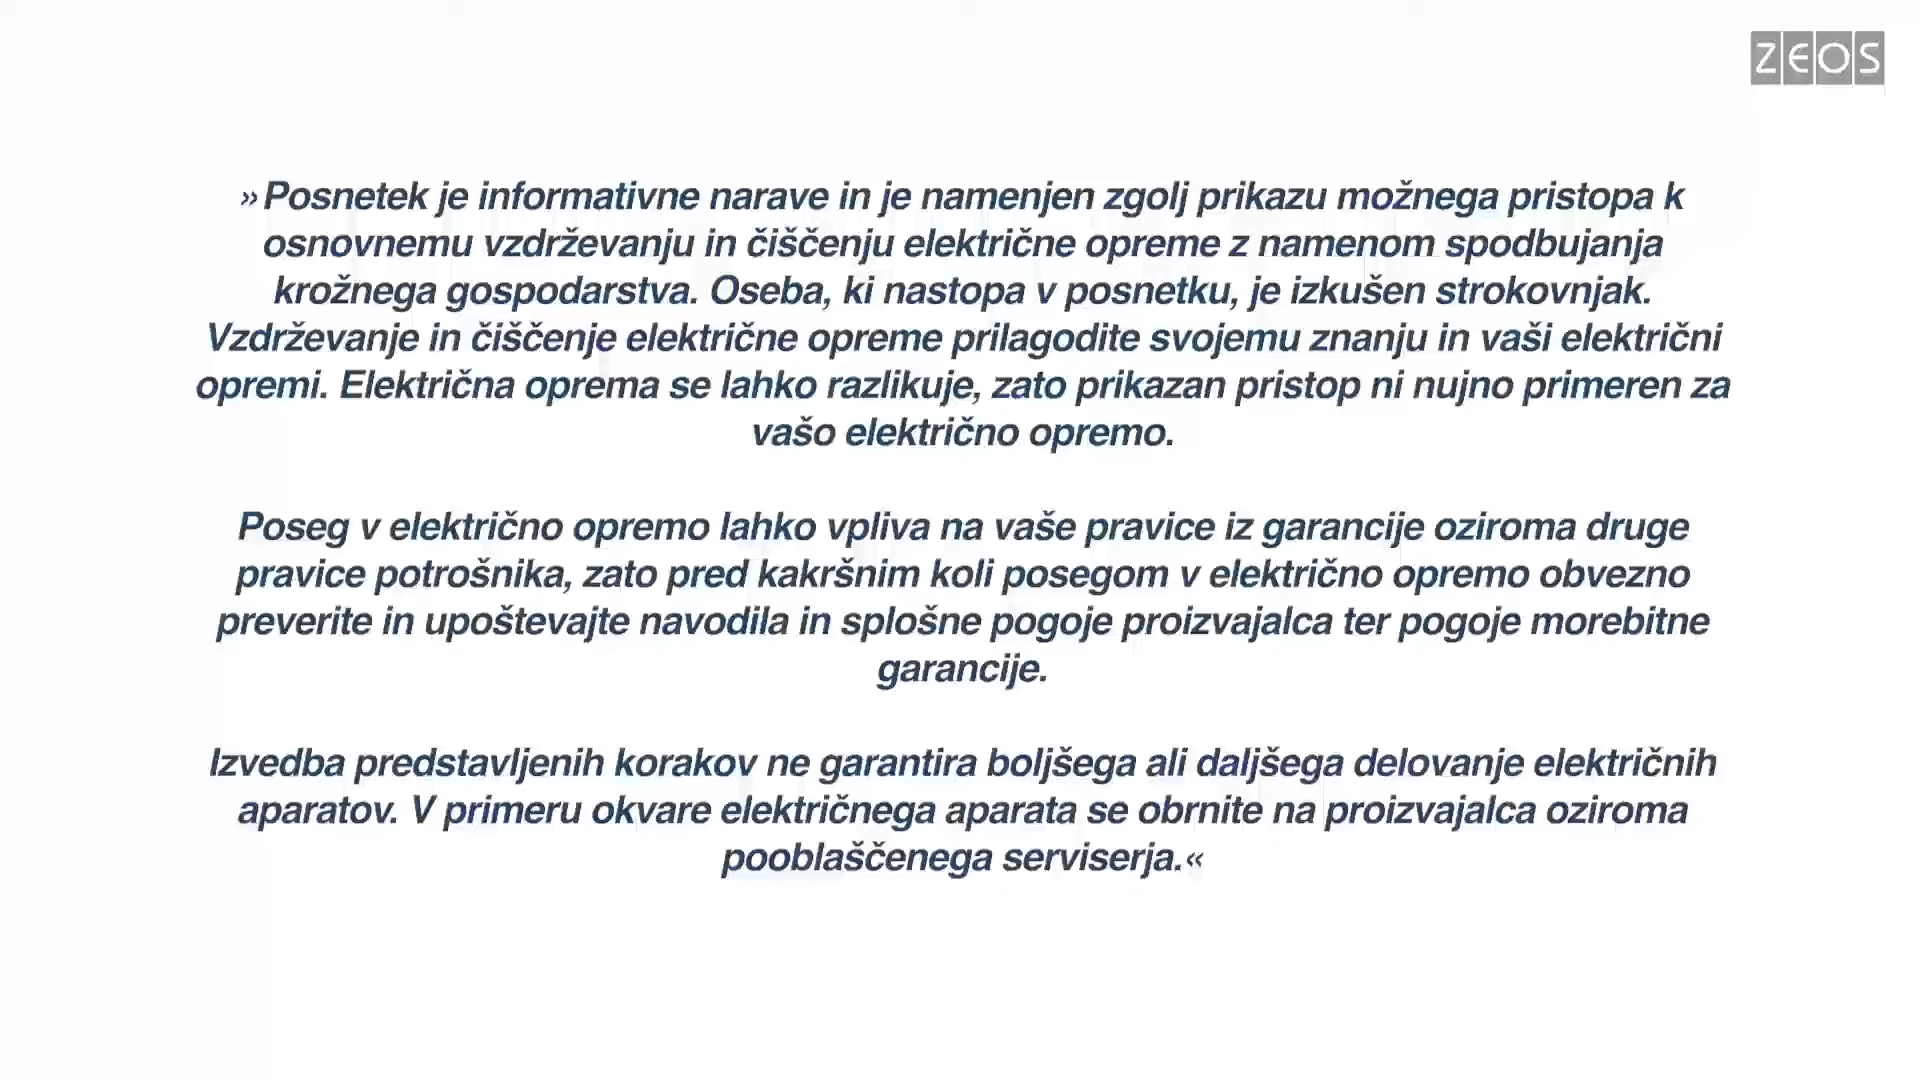 ZEOS
»Posnetek je informativne narave in je namenjen zgolj prikazu možnega pristopa k
osnovnemu vzdrževanju in čiščenju električne opreme z namenom spodbujanja
krožnega gospodarstva. Oseba, ki nastopa v posnetku, je izkušen strokovnjak.
Vzdrževanje in čiščenje električne opreme prilagodite svojemu znanju in vaši električni
opremi. Električna oprema se lahko razlikuje, zato prikazan pristop ni nujno primeren za
vašo električno opremo.
Poseg v električno opremo lahko vpliva na vaše pravice iz garancije oziroma druge
pravice potrošnika, zato pred kakršnim koli posegom v električno opremo obvezno
preverite in upoštevajte navodila in splošne pogoje proizvajalca ter pogoje morebitne
garancije.
Izvedba predstavljenih korakov ne garantira boljšega ali daljšega delovanje električnih
aparatov. V primeru okvare električnega aparata se obrnite na proizvajalca oziroma
pooblaščenega serviserja.«